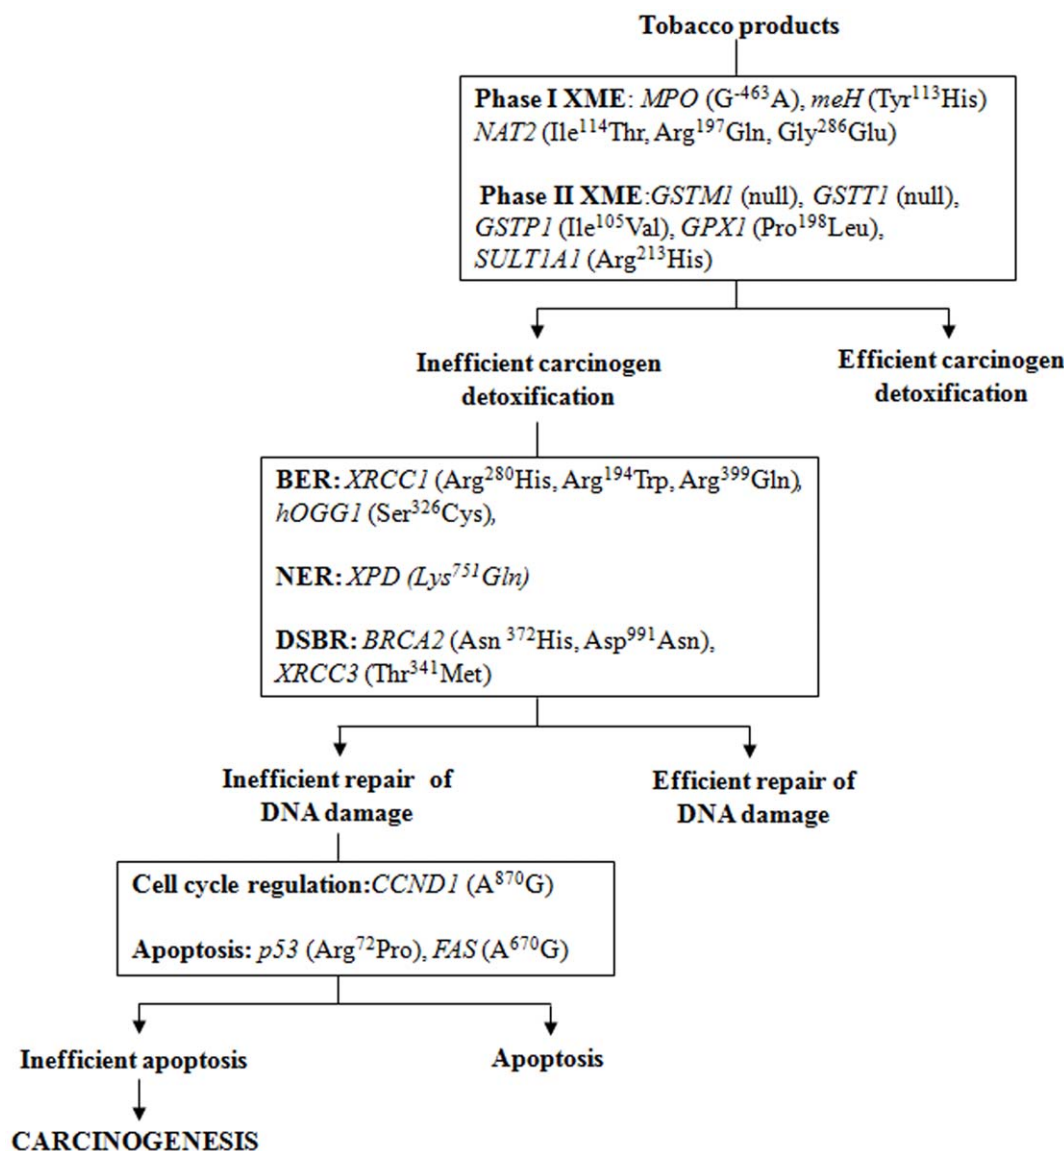 Tobacco products
Phase I XME: MPO (G⁻⁴⁶³A), meH (Tyr¹¹³His)
NAT2 (Ile¹¹⁴Thr, Arg¹⁹⁷Gln, Gly²⁸⁶Glu)
Phase II XME:GSTM1 (null), GSTT1 (null),
GSTP1 (Ile¹⁰⁵Val), GPX1 (Pro¹⁹⁸Leu),
SULT1A1 (Arg²¹³His)
Inefficient carcinogen
detoxification
Efficient carcinogen
detoxification
BER: XRCC1 (Arg²⁸⁰His, Arg¹⁹⁴Trp, Arg³⁹⁹Gln),
hOGG1 (Ser³²⁶Cys),
NER: XPD (Lys⁷⁵¹Gln)
DSBR: BRCA2 (Asn ³⁷²His, Asp⁹⁹¹Asn),
XRCC3 (Thr³⁴¹Met)
Inefficient repair of
DNA damage
Efficient repair of
DNA damage
Cell cycle regulation:CCND1 (A⁸⁷⁰G)
Apoptosis: p53 (Arg⁷²Pro), FAS (A⁶⁷⁰G)
Inefficient apoptosis
Apoptosis
CARCINOGENESIS